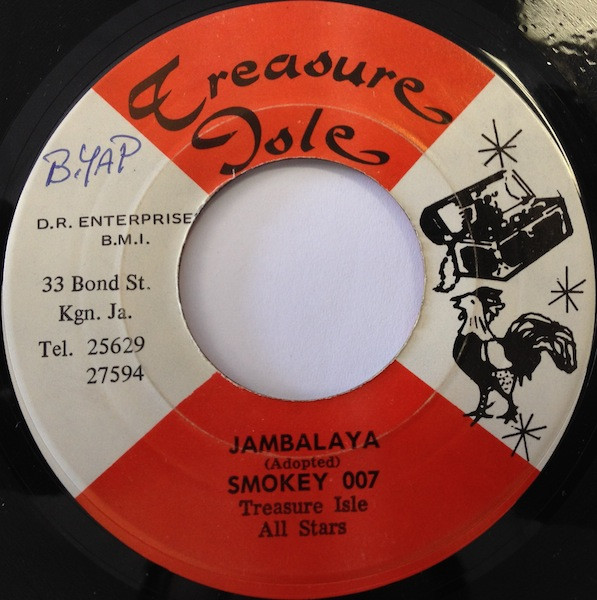 Treasure
Isle
B.YAP
D.R. ENTERPRISE
B.M.I.
33 Bond St.
Kgn. Ja.
Tel. 25629
27594
JAMBALAYA
(Adopted)
SMOKEY 007
Treasure Isle
All Stars